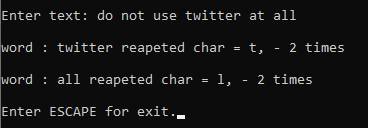 Enter text: do not use twitter at all
word : twitter reapeted char = t, - 2 times
word : all reapeted char = l, - 2 times
Enter ESCAPE for exit.